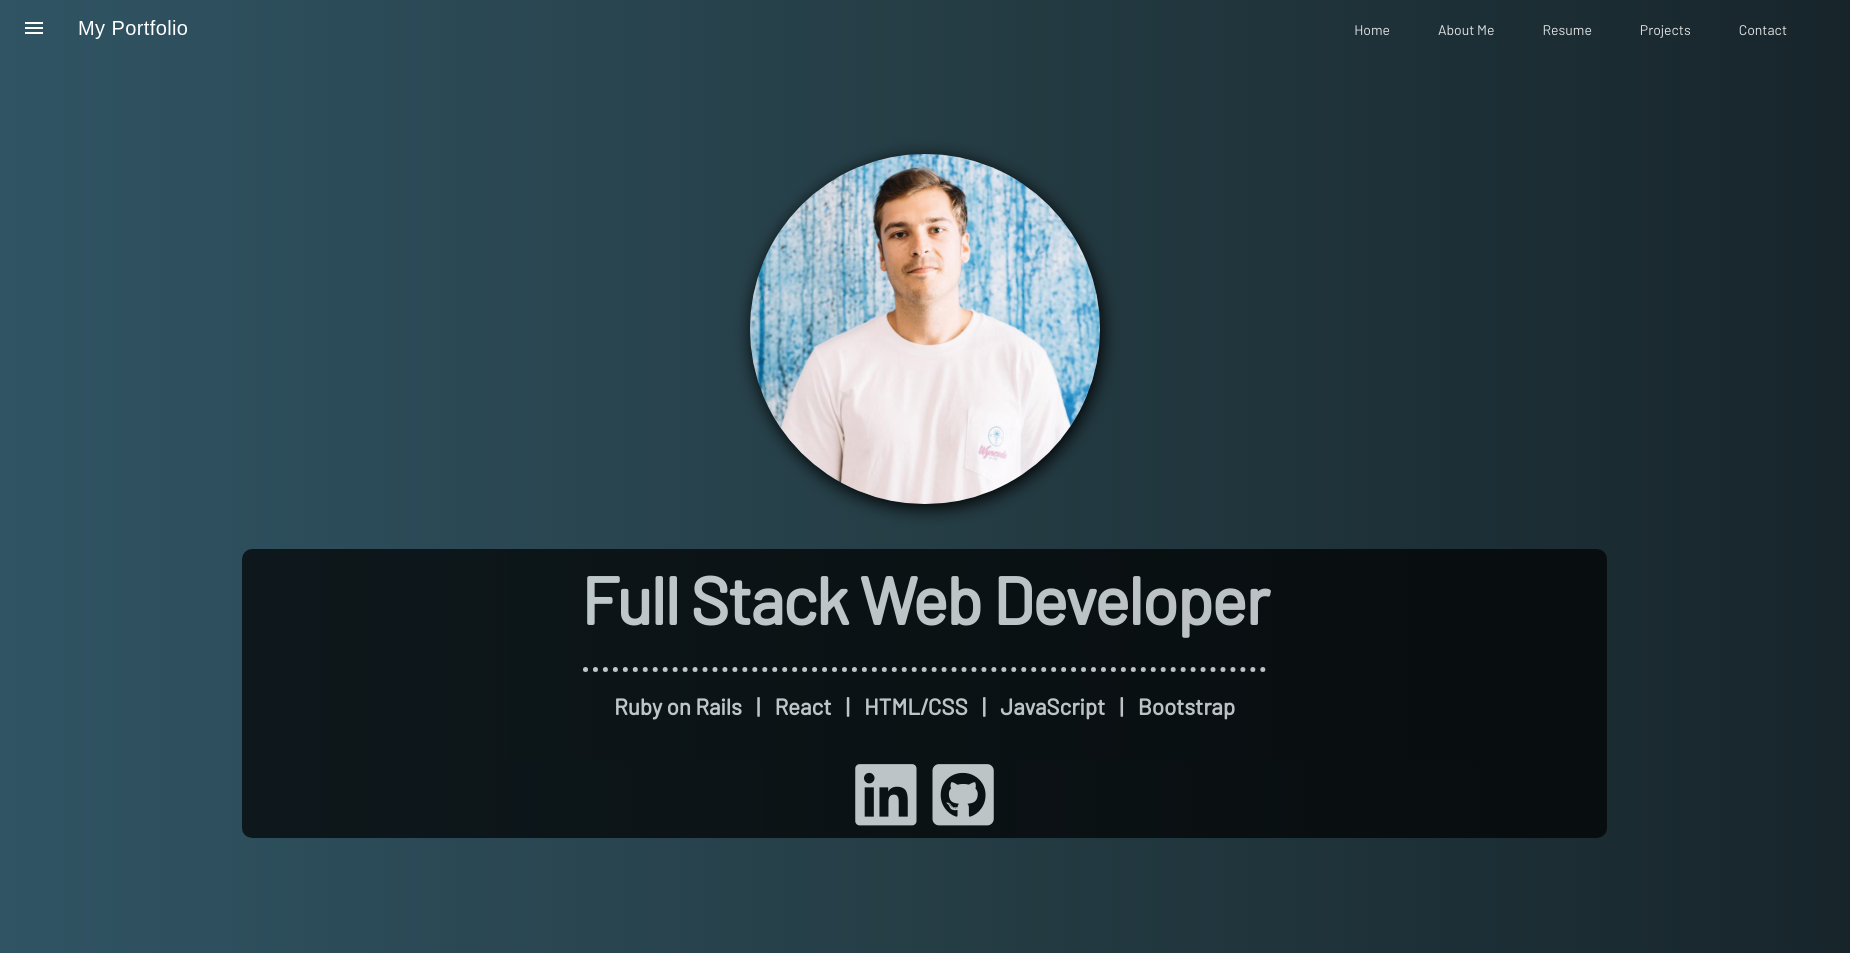 My Portfolio
Home
About Me
Resume
Projects
Contact
Full Stack Web Developer
Ruby on Rails | React | HTML/CSS | JavaScript | Bootstrap
in